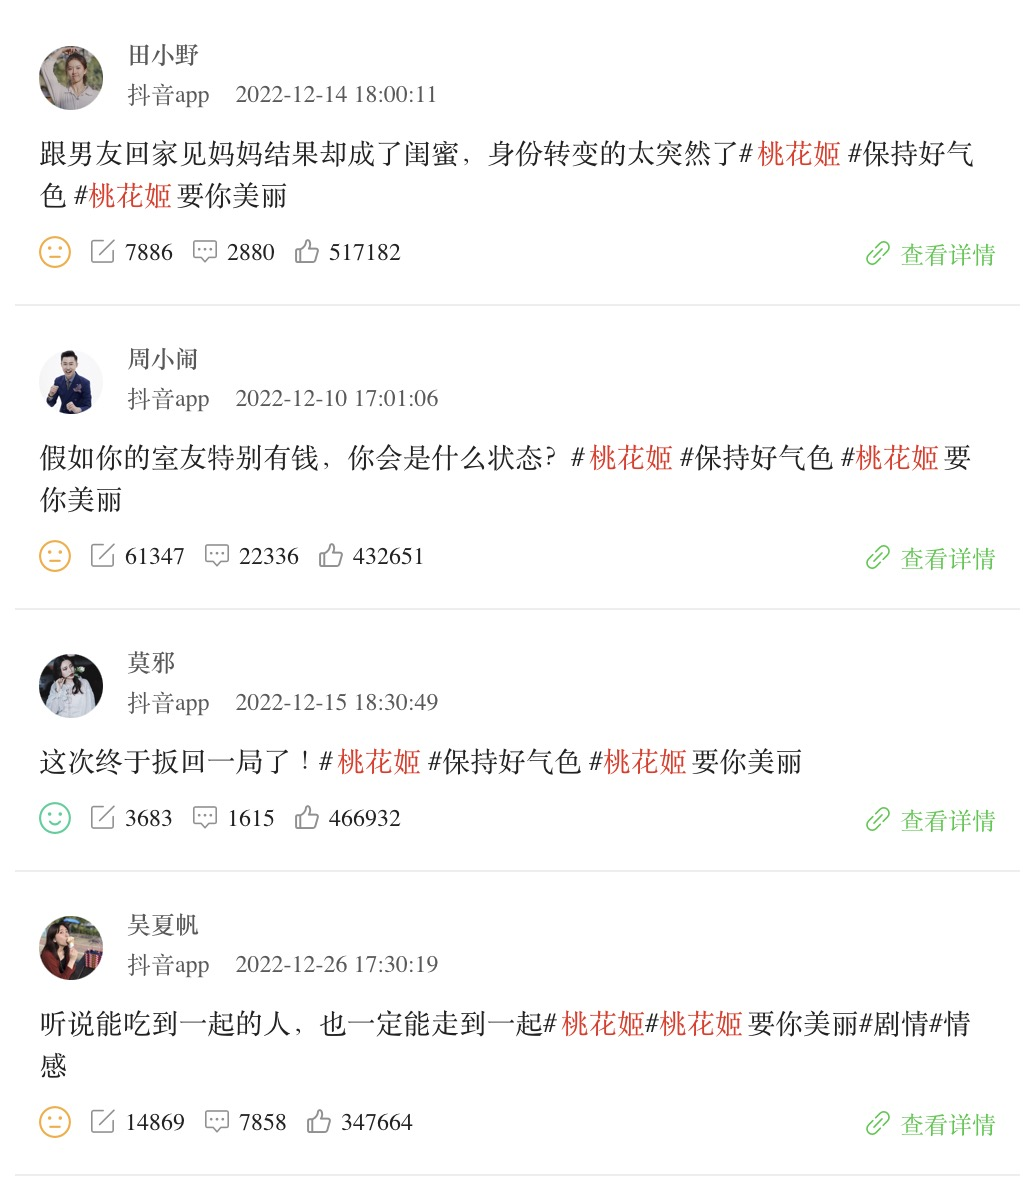 田小野
抖音app 2022-12-14 18:00:11
跟男友回家见妈妈结果却成了闺蜜，身份转变的太突然了# 桃花姬 #保持好气
色 #桃花姬 要你美丽
7886 2880 517182 查看详情
周小闹
抖音app 2022-12-10 17:01:06
假如你的室友特别有钱，你会是什么状态？# 桃花姬 #保持好气色 #桃花姬 要
你美丽
61347 22336 432651 查看详情
莫邪
抖音app 2022-12-15 18:30:49
这次终于扳回一局了！# 桃花姬 #保持好气色 #桃花姬 要你美丽
3683 1615 466932 查看详情
吴夏帆
抖音app 2022-12-26 17:30:19
听说能吃到一起的人，也一定能走到一起# 桃花姬#桃花姬 要你美丽#剧情#情
感
14869 7858 347664 查看详情